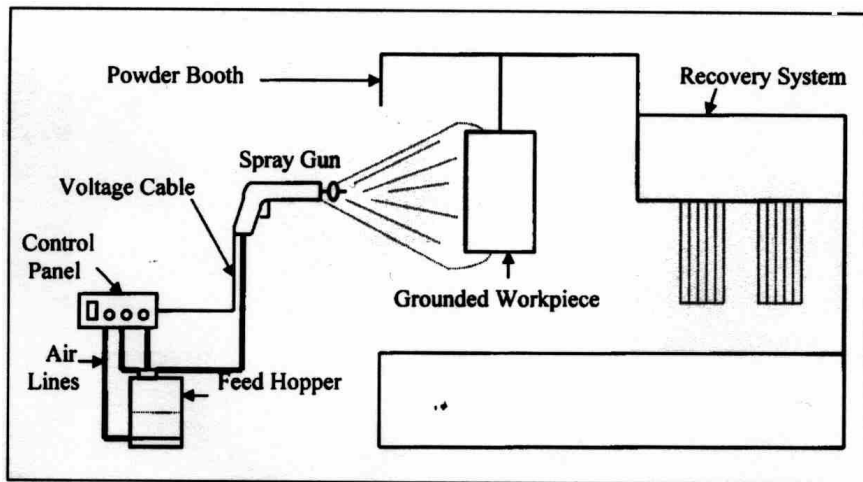 Powder Booth
Recovery System
Spray Gun
Voltage Cable
Control
Panel
Grounded Workpiece
Air
Lines
Feed Hopper